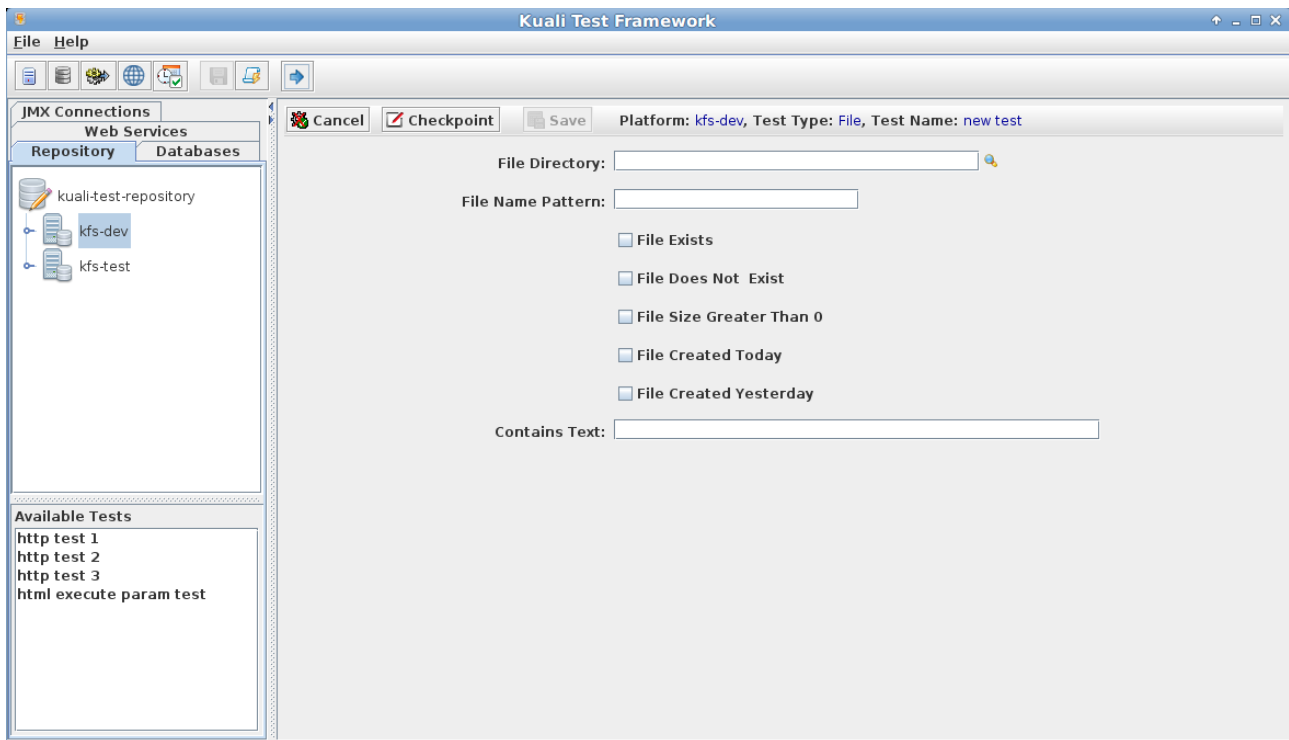 Kuali Test Framework
File Help
JMX Connections
Web Services
Repository Databases
kuali-test-repository
kfs-dev
kfs-test
Available Tests
http test 1
http test 2
http test 3
html execute param test
Cancel Checkpoint Save Platform: kfs-dev, Test Type: File, Test Name: new test
File Directory:
File Name Pattern:
File Exists
File Does Not  Exist
File Size Greater Than 0
File Created Today
File Created Yesterday
Contains Text: